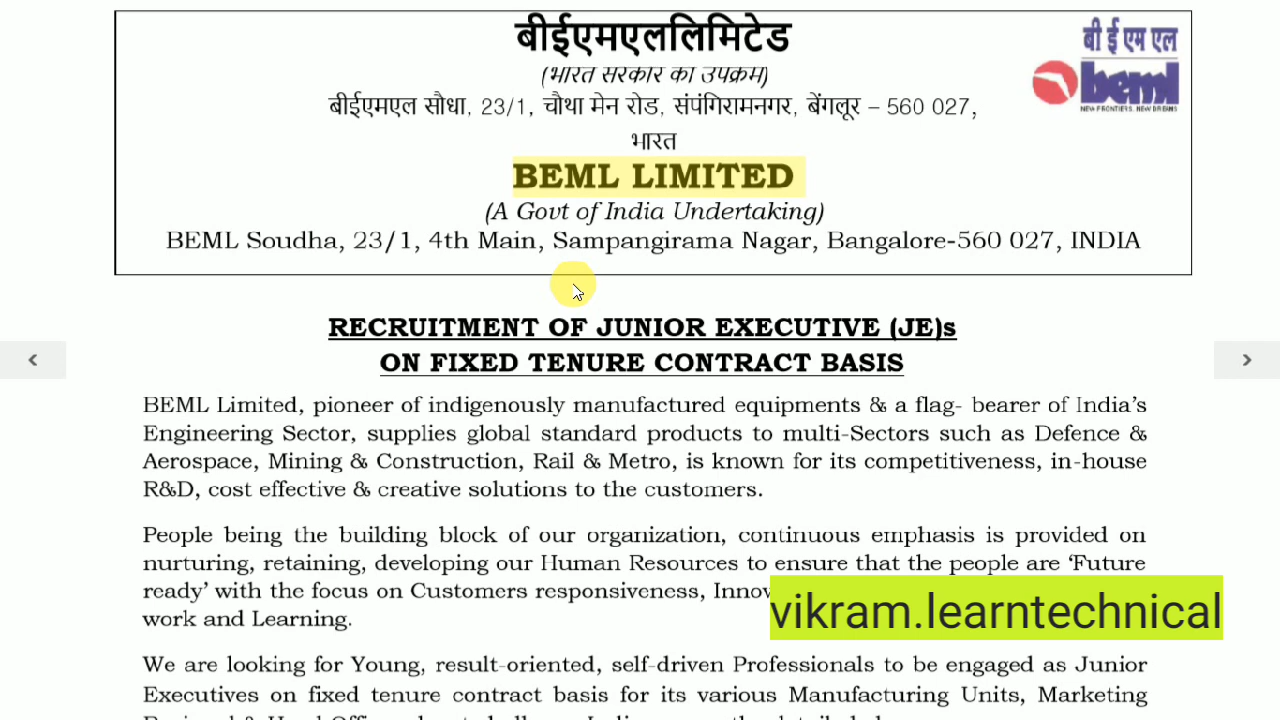 बीईएमएललिमिटेड
(भारत सरकार का उपक्रम)
बीईएमएल सौधा, 23/1, चौथा मेन रोड, संपंगिरामनगर, बेंगलूर – 560 027,
भारत
BEML LIMITED
(A Govt of India Undertaking)
BEML Soudha, 23/1, 4th Main, Sampangirama Nagar, Bangalore-560 027, INDIA
बी ई एम एल
beml
NEW FRONTIERS. NEW DREAMS
RECRUITMENT OF JUNIOR EXECUTIVE (JE)s
ON FIXED TENURE CONTRACT BASIS
BEML Limited, pioneer of indigenously manufactured equipments & a flag- bearer of India's
Engineering Sector, supplies global standard products to multi-Sectors such as Defence &
Aerospace, Mining & Construction, Rail & Metro, is known for its competitiveness, in-house
R&D, cost effective & creative solutions to the customers.
People being the building block of our organization, continuous emphasis is provided on
nurturing, retaining, developing our Human Resources to ensure that the people are 'Future
ready' with the focus on Customers responsiveness,
vikram.learntechnical
work and Learning.
We are looking for Young, result-oriented, self-driven Professionals to be engaged as Junior
Executives on fixed tenure contract basis for its various Manufacturing Units, Marketing